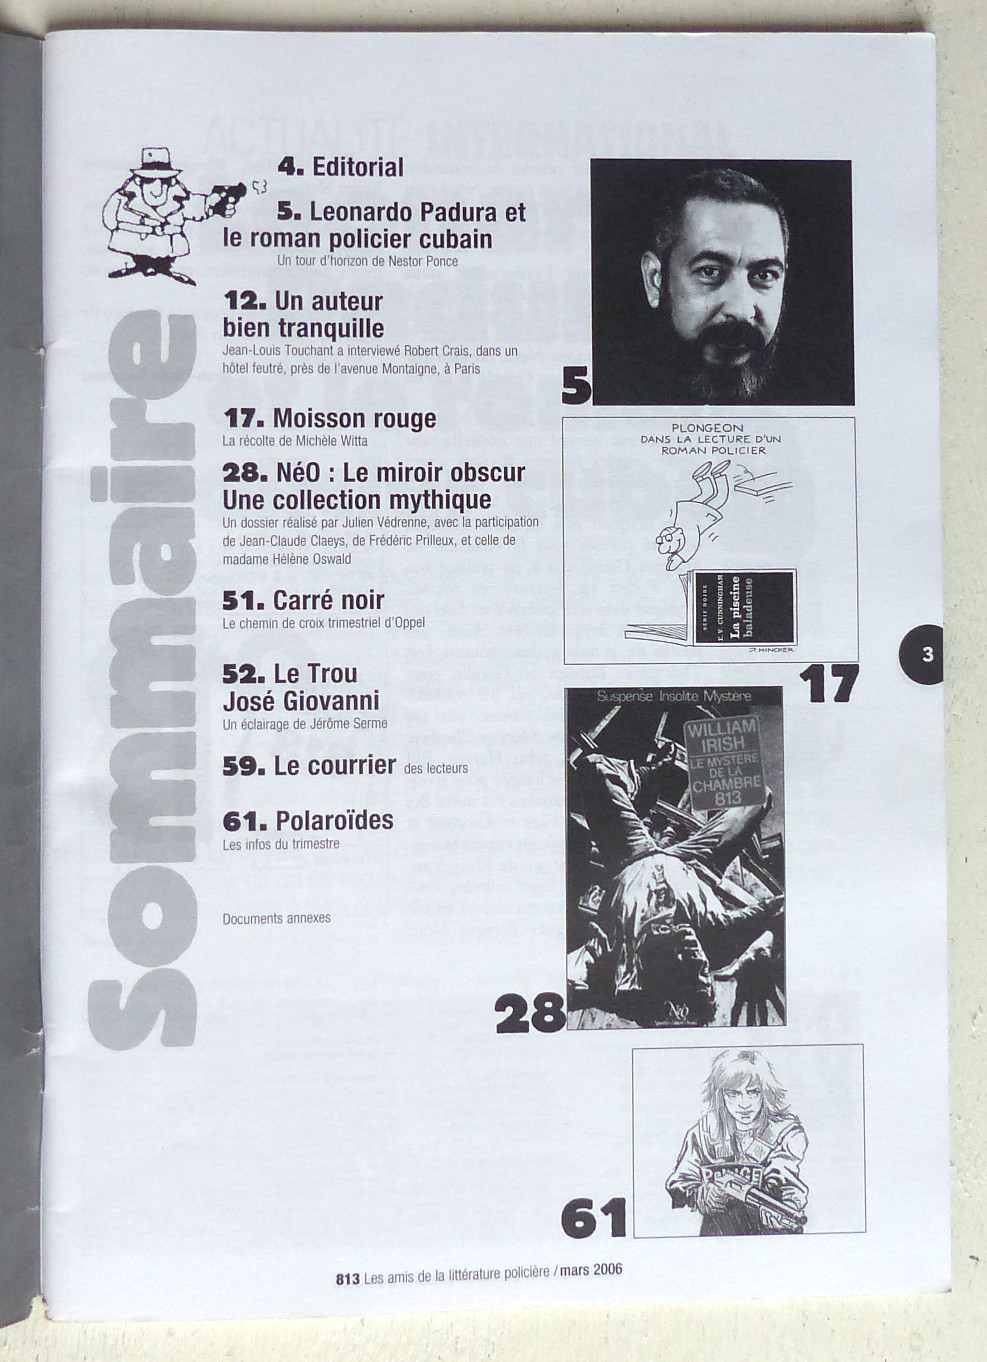 Sommaire
4. Editorial
5. Leonardo Padura et
le roman policier cubain
Un tour d'horizon de Nestor Ponce
12. Un auteur
bien tranquille
Jean-Louis Touchant a interviewé Robert Crais, dans un
hôtel feutré, près de l'avenue Montaigne, à Paris
17. Moisson rouge
La récolte de Michèle Witta
28. NéO : Le miroir obscur
Une collection mythique
Un dossier réalisé par Julien Védrenne, avec la participation
de Jean-Claude Claeys, de Frédéric Prilleux, et celle de
madame Hélène Oswald
51. Carré noir
Le chemin de croix trimestriel d'Oppel
52. Le Trou
José Giovanni
Un éclairage de Jérôme Serme
59. Le courrier des lecteurs
61. Polaroïdes
Les infos du trimestre
Documents annexes
5
PLONGEON
DANS LA LECTURE D'UN
ROMAN POLICIER
SÉRIE NOIRE
E. V. CUNNINGHAM
La piscine
baladeuse
J. HINCKER
17
3
Suspense Insolite Mystère
WILLIAM
IRISH
LE MYSTÈRE
DE LA
CHAMBRE
813
NéO
28
POLICE
61
813 Les amis de la littérature policière / mars 2006